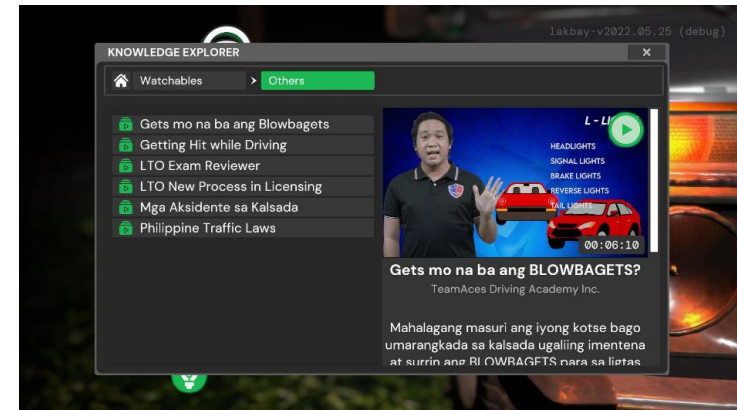 lakbay-v2022.05.25 (debug)
KNOWLEDGE EXPLORER
×
Watchables > Others
Gets mo na ba ang Blowbagets
Getting Hit while Driving
LTO Exam Reviewer
LTO New Process in Licensing
Mga Aksidente sa Kalsada
Philippine Traffic Laws
L - LI
HEADLIGHTS
SIGNAL LIGHTS
BRAKE LIGHTS
REVERSE LIGHTS
TAIL LIGHTS
00:06:10
Gets mo na ba ang BLOWBAGETS?
TeamAces Driving Academy Inc.
Mahalagang masuri ang iyong kotse bago
umarangkada sa kalsada ugaliing imentena
at surrin ang BLOWBAGETS para sa ligtas